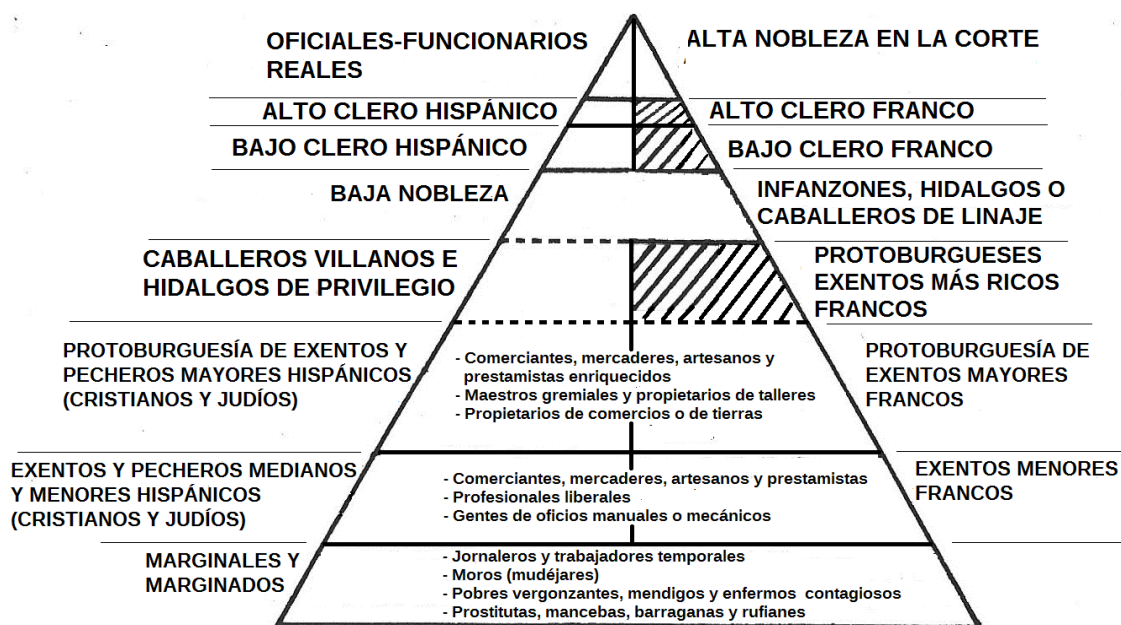 OFICIALES-FUNCIONARIOS
REALES
ALTA NOBLEZA EN LA CORTE
ALTO CLERO HISPÁNICO
ALTO CLERO FRANCO
BAJO CLERO HISPÁNICO
BAJO CLERO FRANCO
BAJA NOBLEZA
INFANZONES, HIDALGOS O
CABALLEROS DE LINAJE
CABALLEROS VILLANOS E
HIDALGOS DE PRIVILEGIO
PROTOBURGUESES
EXENTOS MÁS RICOS
FRANCOS
PROTOBURGUESÍA DE EXENTOS Y
PECHEROS MAYORES HISPÁNICOS
(CRISTIANOS Y JUDÍOS)
- Comerciantes, mercaderes, artesanos y
prestamistas enriquecidos
- Maestros gremiales y propietarios de talleres
- Propietarios de comercios o de tierras
PROTOBURGUESÍA DE
EXENTOS MAYORES
FRANCOS
EXENTOS Y PECHEROS MEDIANOS
Y MENORES HISPÁNICOS
(CRISTIANOS Y JUDÍOS)
- Comerciantes, mercaderes, artesanos y prestamistas
- Profesionales liberales
- Gentes de oficios manuales o mecánicos
EXENTOS MENORES
FRANCOS
MARGINALES Y
MARGINADOS
- Jornaleros y trabajadores temporales
- Moros (mudéjares)
- Pobres vergonzantes, mendigos y enfermos contagiosos
- Prostitutas, mancebas, barraganas y rufianes